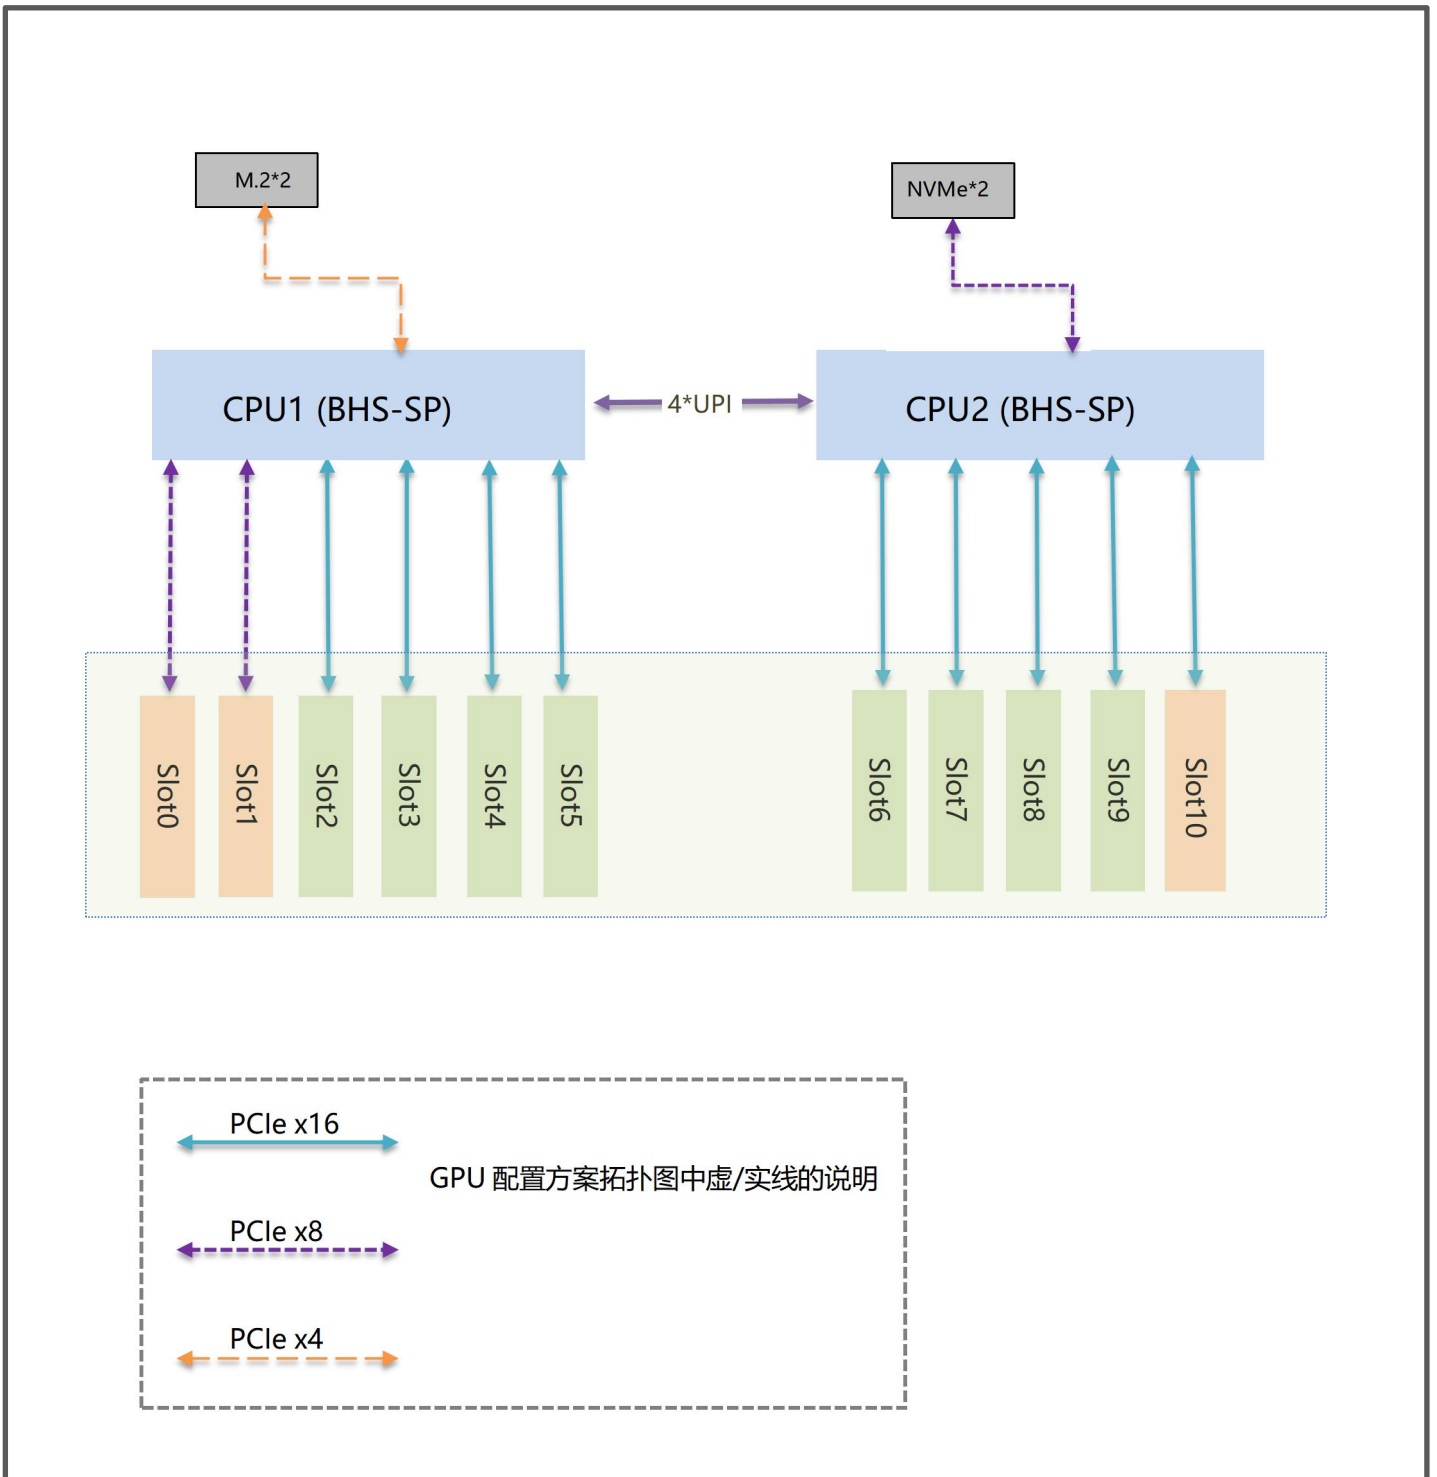 M.2*2
NVMe*2
CPU1 (BHS-SP)
4*UPI
CPU2 (BHS-SP)
Slot0
Slot1
Slot2
Slot3
Slot4
Slot5
Slot6
Slot7
Slot8
Slot9
Slot10
PCIe x16
GPU 配置方案拓扑图中虚/实线的说明
PCIe x8
PCIe x4